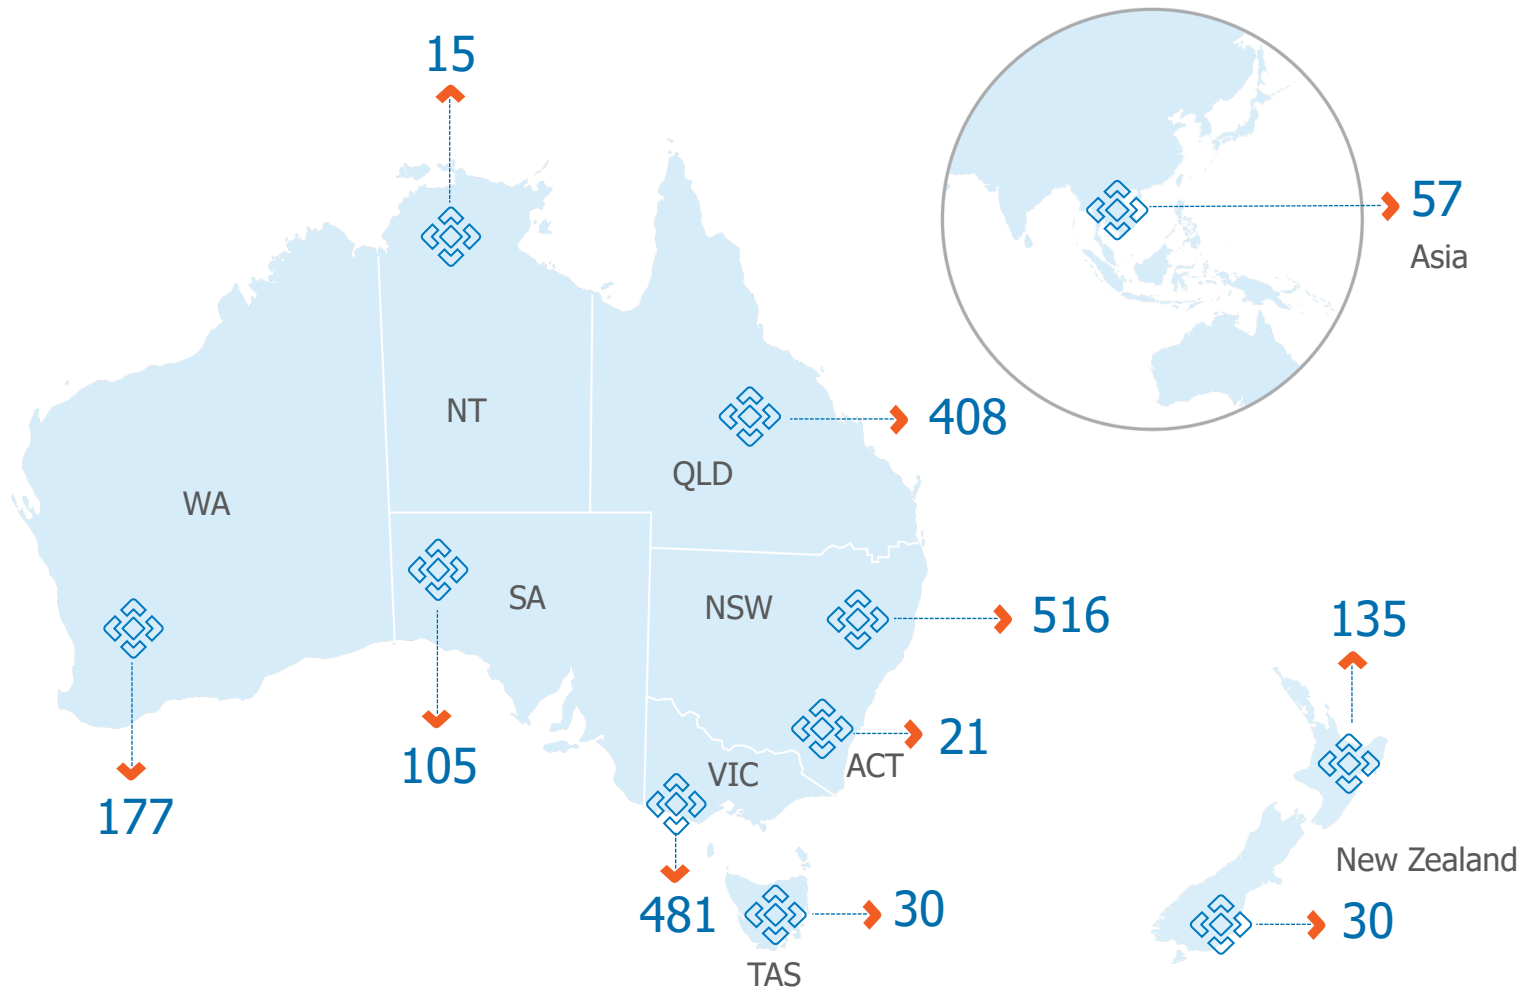 15
57
Asia
NT
408
QLD
WA
SA
NSW
516
135
105
21
ACT
VIC
177
New Zealand
481
30
30
TAS